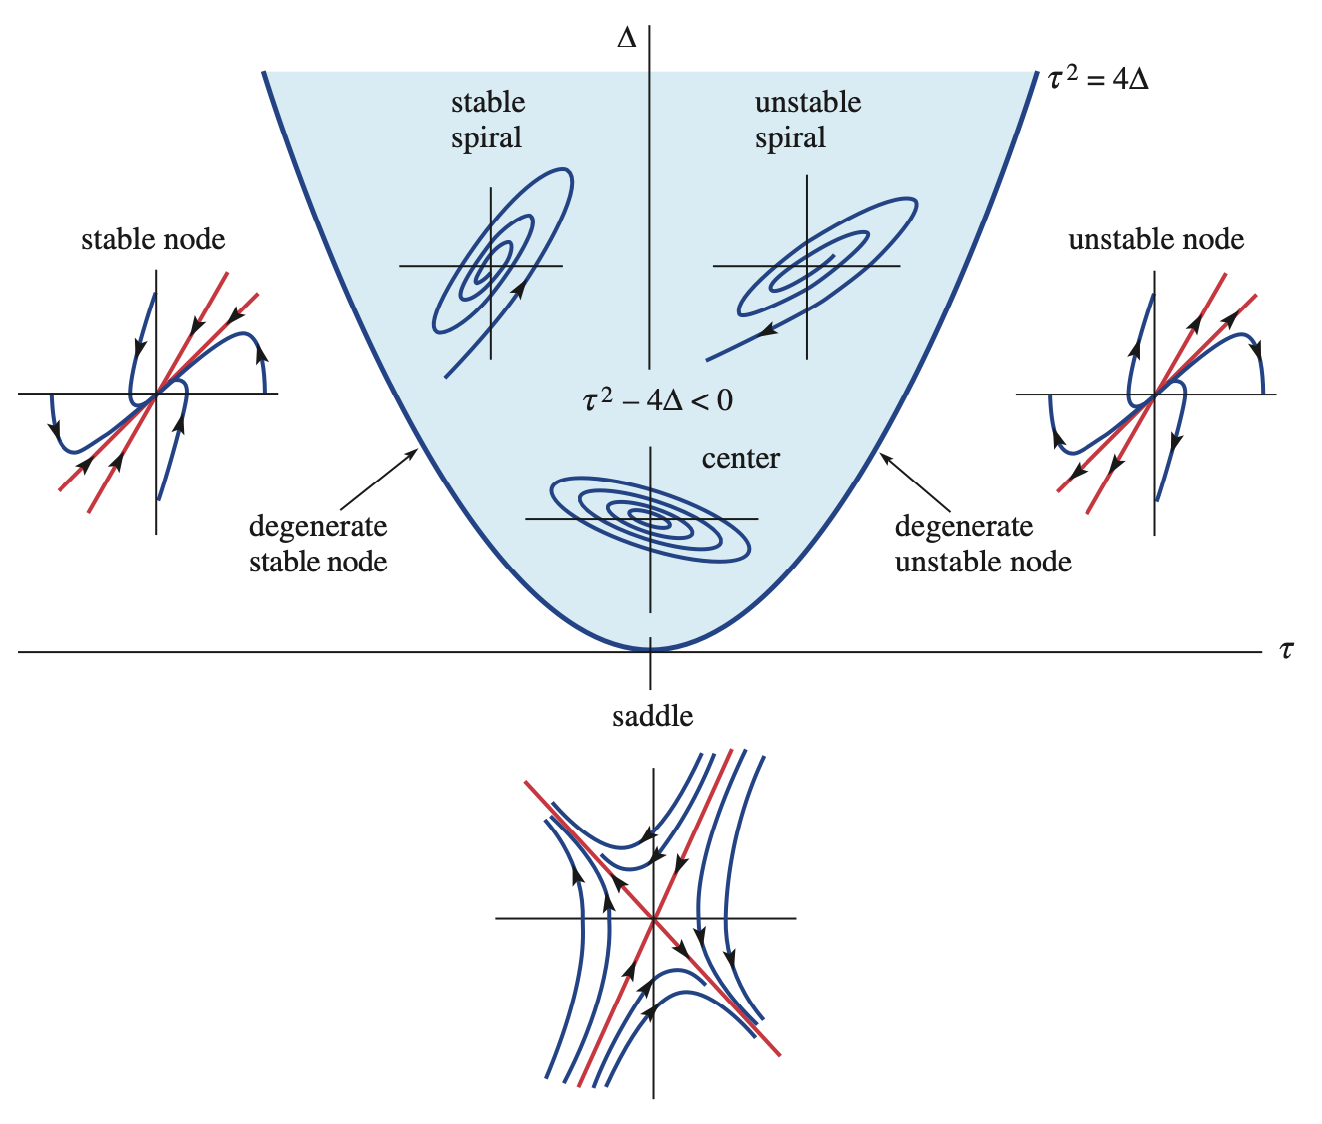 Δ
τ² = 4Δ
stable
spiral
unstable
spiral
stable node
unstable node
τ² – 4Δ < 0
center
degenerate
stable node
degenerate
unstable node
τ
saddle